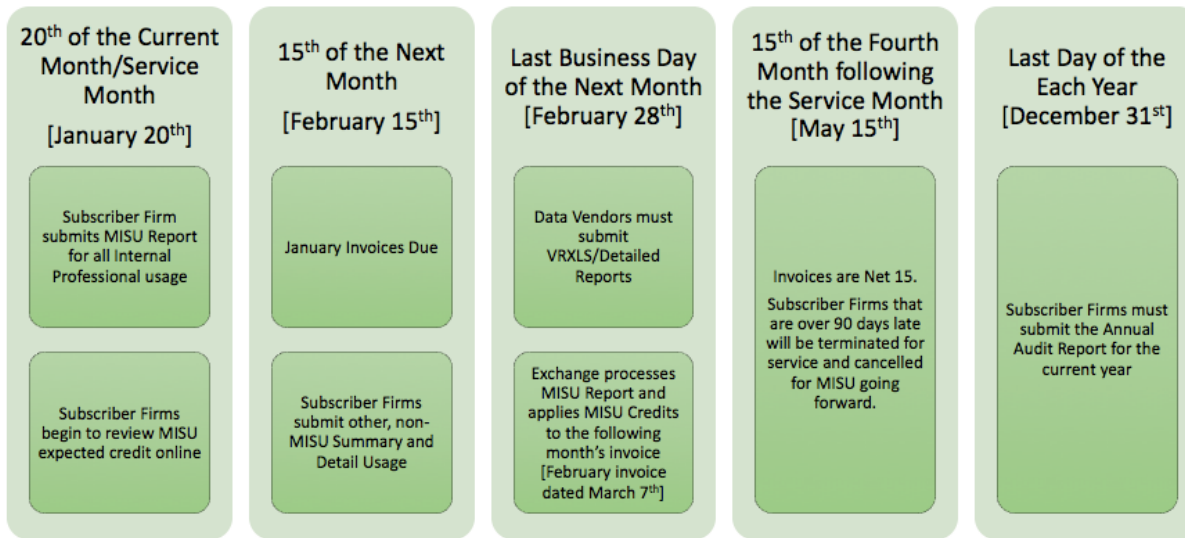 20th of the Current
Month/Service
Month
[January 20th]
Subscriber Firm
submits MISU Report
for all Internal
Professional usage
Subscriber Firms
begin to review MISU
expected credit online
15th of the Next
Month
[February 15th]
January Invoices Due
Subscriber Firms
submit other, non-
MISU Summary and
Detail Usage
Last Business Day
of the Next Month
[February 28th]
Data Vendors must
submit
VRXLS/Detailed
Reports
Exchange processes
MISU Report and
applies MISU Credits
to the following
month's invoice
[February invoice
dated March 7th]
15th of the Fourth
Month following
the Service Month
[May 15th]
Invoices are Net 15.
Subscriber Firms that
are over 90 days late
will be terminated for
service and cancelled
for MISU going
forward.
Last Day of the
Each Year
[December 31st]
Subscriber Firms must
submit the Annual
Audit Report for the
current year